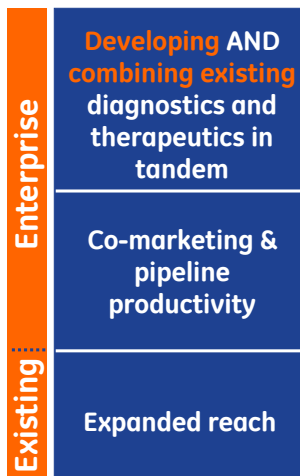 Enterprise
Developing AND
combining existing
diagnostics and
therapeutics in
tandem
Co-marketing &
pipeline
productivity
Existing
Expanded reach